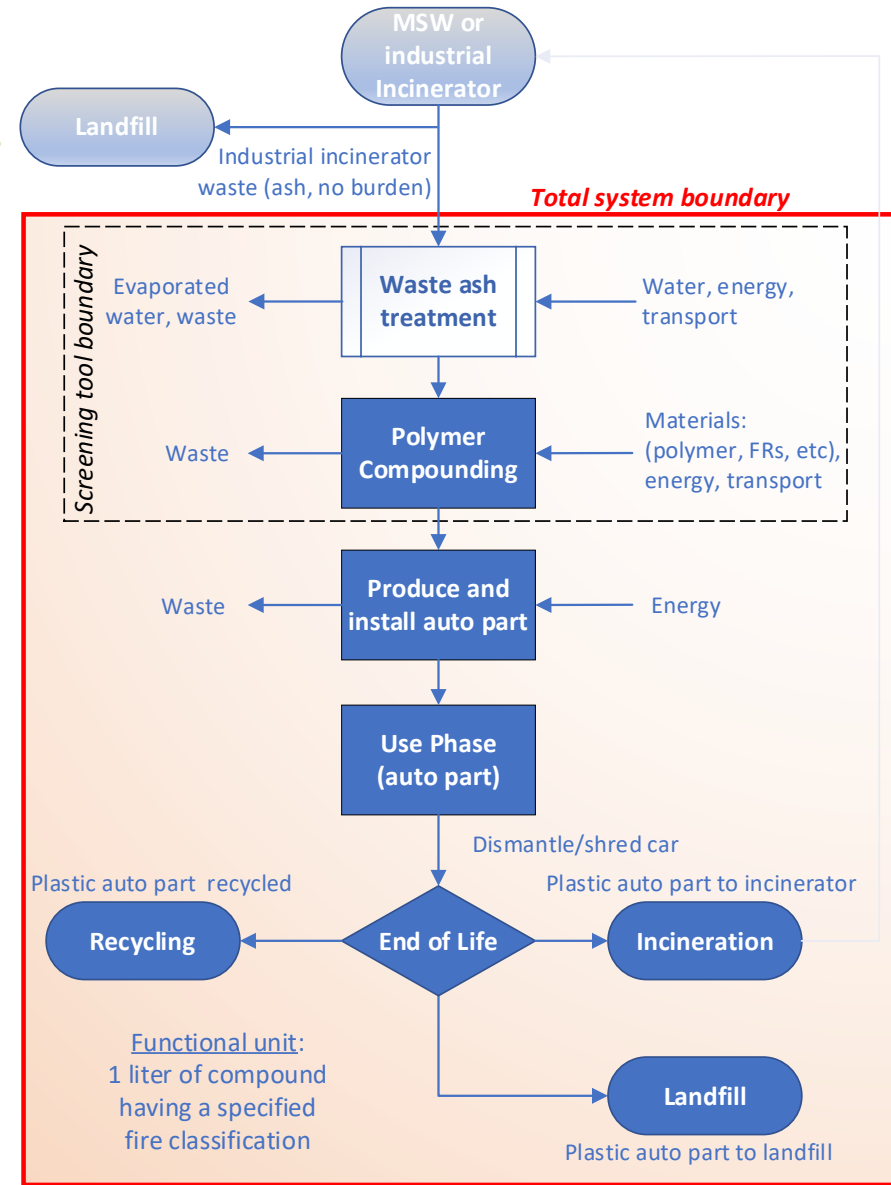 MSW or
industrial
Incinerator
Landfill
Industrial incinerator
waste (ash, no burden)
Total system boundary
Screening tool boundary
Evaporated
water, waste
Waste ash
treatment
Water, energy,
transport
Waste
Polymer
Compounding
Materials:
(polymer, FRs, etc),
energy, transport
Waste
Produce and
install auto part
Energy
Use Phase
(auto part)
Dismantle/shred car
Plastic auto part recycled
Plastic auto part to incinerator
Recycling
End of Life
Incineration
Functional unit:
1 liter of compound
having a specified
fire classification
Landfill
Plastic auto part to landfill